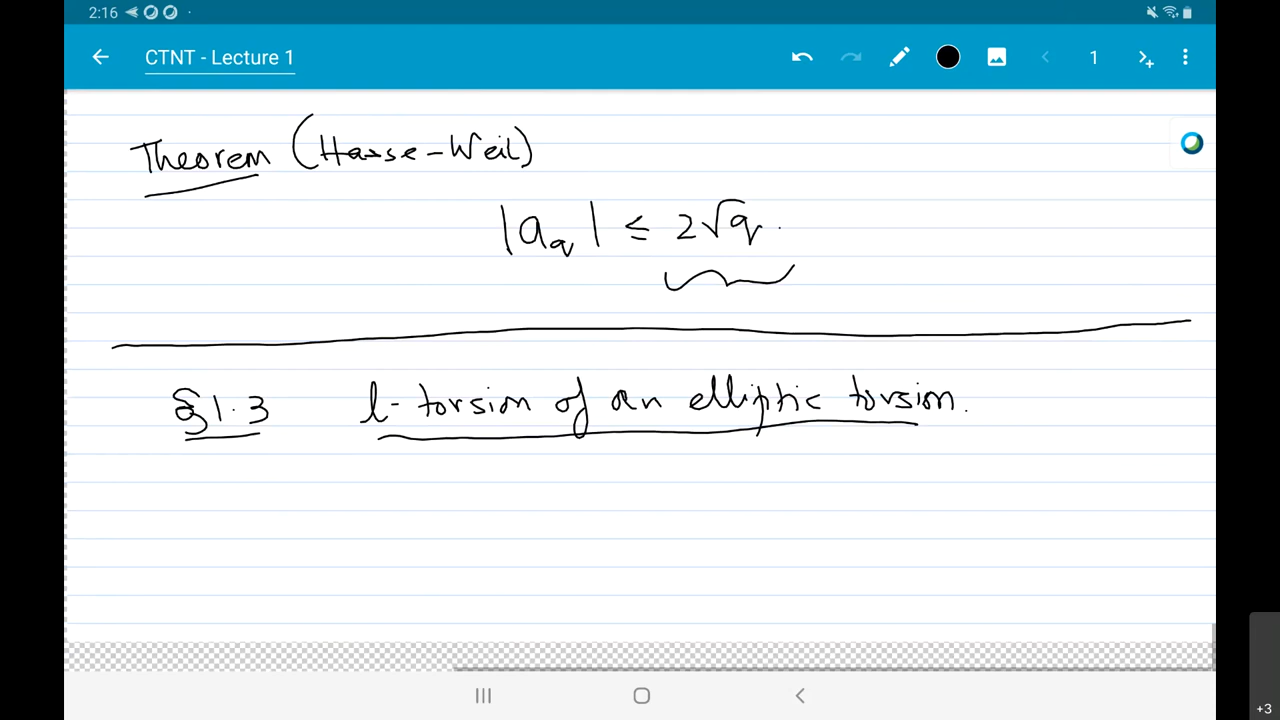 2:16
CTNT - Lecture 1
1
Theorem (Hasse-Weil)
|a_q| ≤ 2√q.
§1.3 l-torsion of an elliptic torsion.
+3